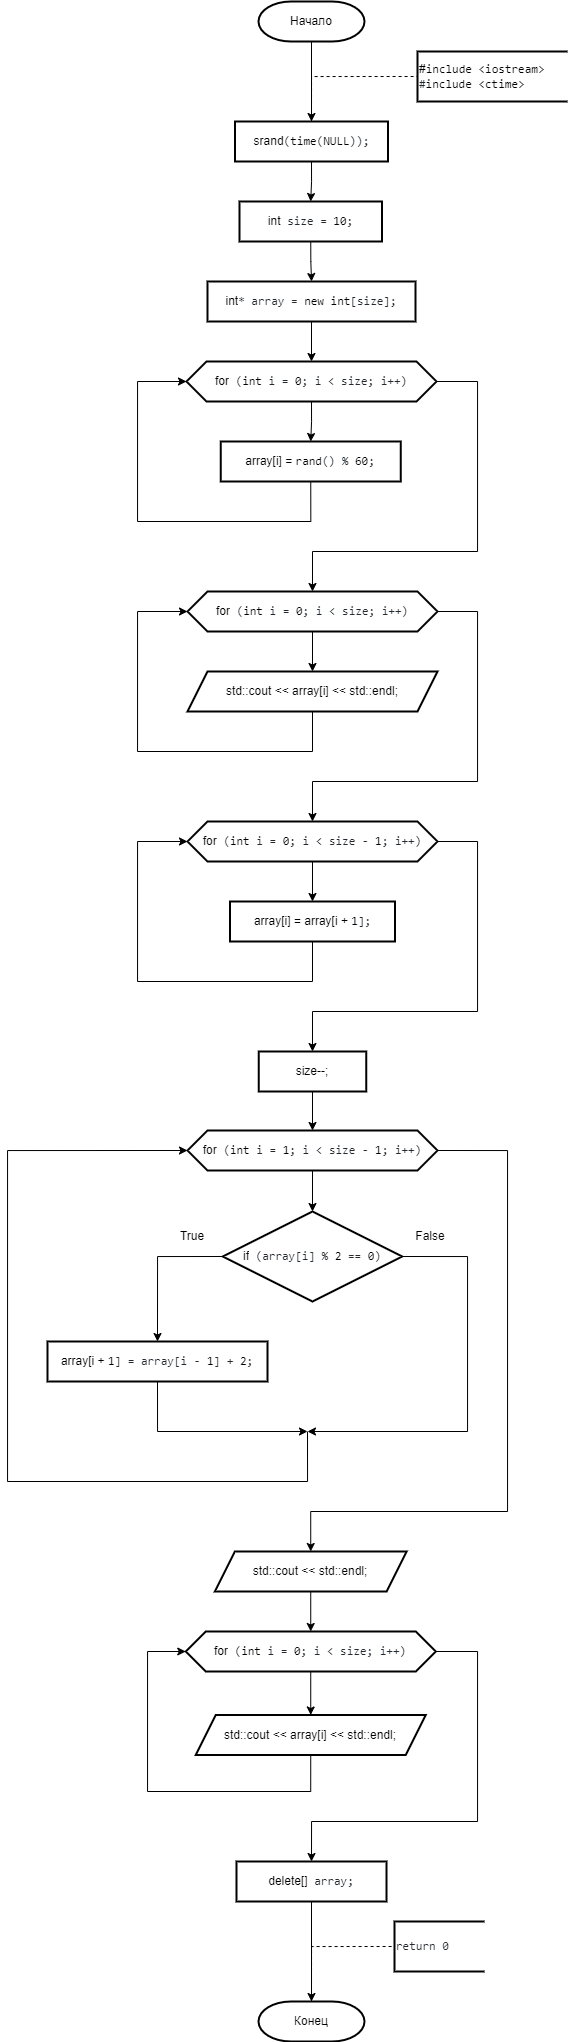 Начало
#include <iostream>
#include <ctime>
srand(time(NULL));
int size = 10;
int* array = new int[size];
for (int i = 0; i < size; i++)
array[i] = rand() % 60;
for (int i = 0; i < size; i++)
std::cout << array[i] << std::endl;
for (int i = 0; i < size - 1; i++)
array[i] = array[i + 1];
size--;
for (int i = 1; i < size - 1; i++)
True
False
if (array[i] % 2 == 0)
array[i + 1] = array[i - 1] + 2;
std::cout << std::endl;
for (int i = 0; i < size; i++)
std::cout << array[i] << std::endl;
delete[] array;
return 0
Конец